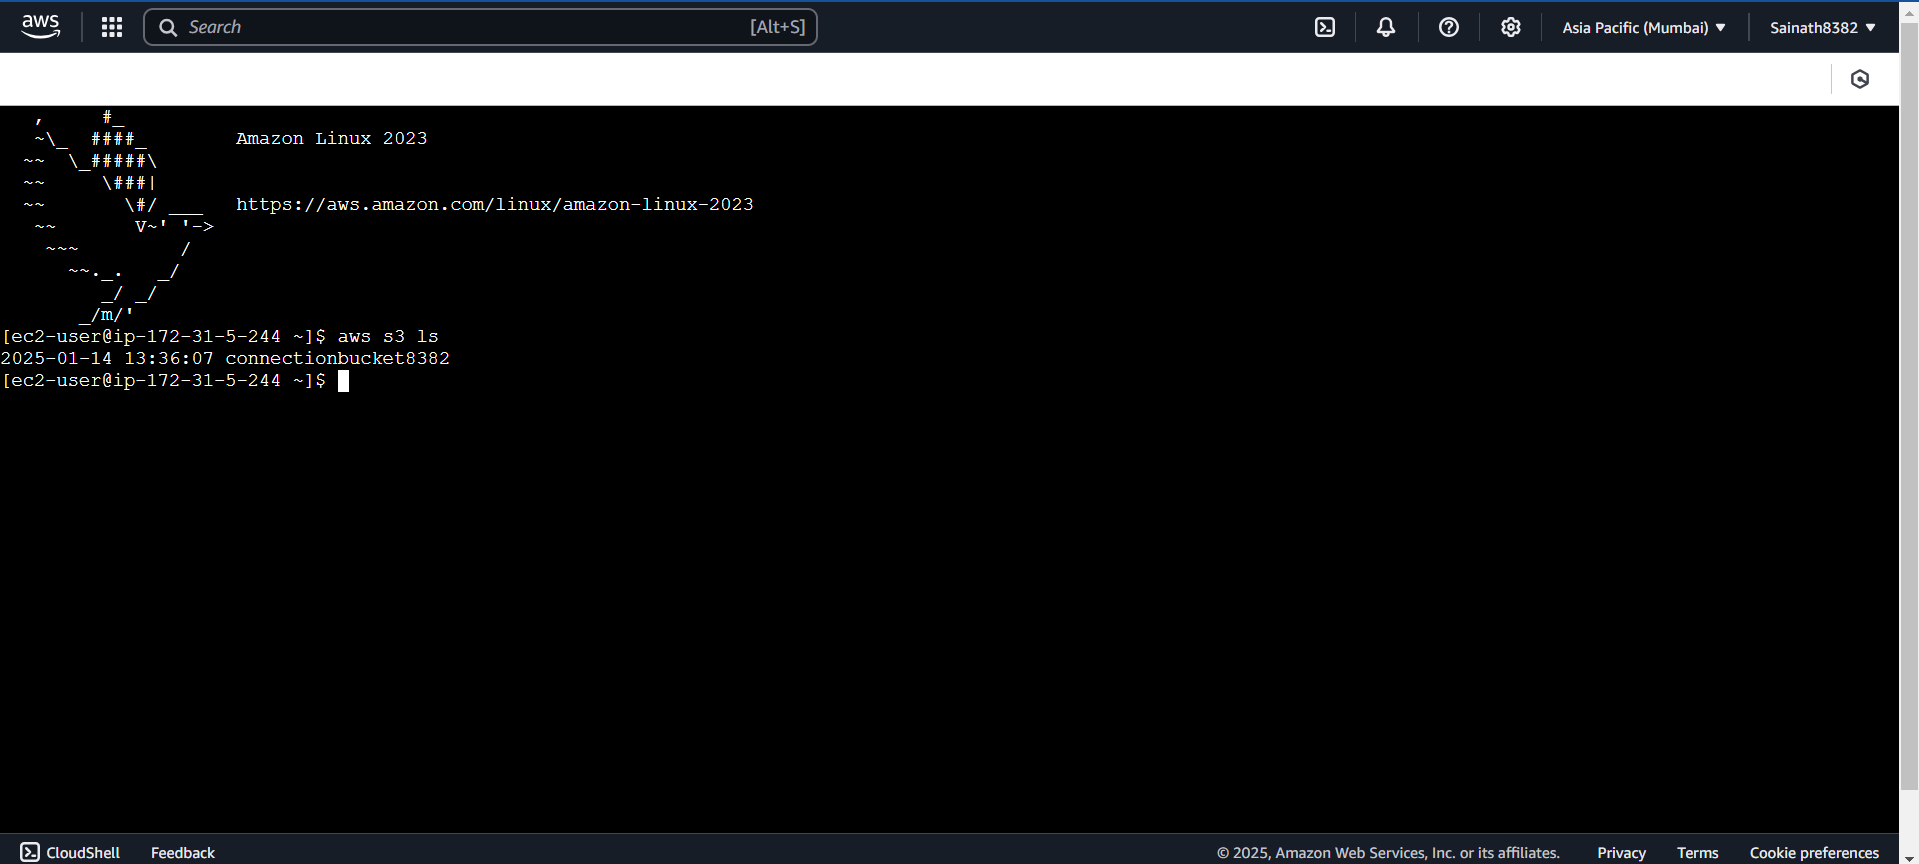 aws
Search [Alt+S]
Asia Pacific (Mumbai)
Sainath8382
   ,     #_
   ~\_  ####_        Amazon Linux 2023
  ~~  \_#####\
  ~~     \###|
  ~~       \#/ ___   https://aws.amazon.com/linux/amazon-linux-2023
   ~~       V~' '->
    ~~~         /
      ~~._.   _/
         _/ _/
       _/m/'
[ec2-user@ip-172-31-5-244 ~]$ aws s3 ls
2025-01-14 13:36:07 connectionbucket8382
[ec2-user@ip-172-31-5-244 ~]$
CloudShell Feedback © 2025, Amazon Web Services, Inc. or its affiliates. Privacy Terms Cookie preferences